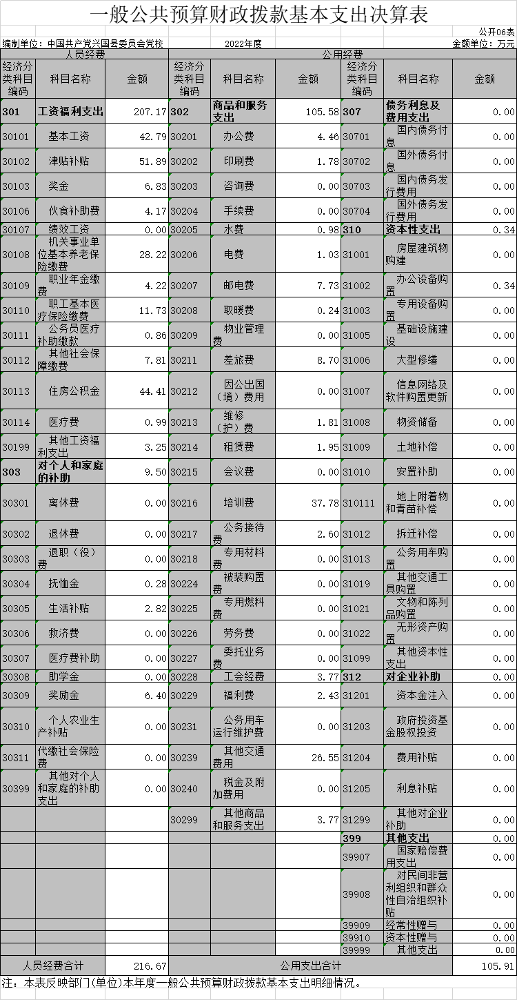 一般公共预算财政拨款基本支出决算表
公开06表
编制单位：中国共产党兴国县委员会党校 2022年度 金额单位：万元
人员经费 公用经费
经济分类科目编码 科目名称 金额 经济分类科目编码 科目名称 金额 经济分类科目编码 科目名称 金额
301 工资福利支出 207.17 302 商品和服务支出 105.58 307 债务利息及费用支出 0.00
30101 基本工资 42.79 30201 办公费 4.46 30701 国内债务付息 0.00
30102 津贴补贴 51.89 30202 印刷费 1.78 30702 国外债务付息 0.00
30103 奖金 6.83 30203 咨询费 0.00 30703 国内债务发行费用 0.00
30106 伙食补助费 4.17 30204 手续费 0.00 30704 国外债务发行费用 0.00
30107 绩效工资 0.00 30205 水费 0.98 310 资本性支出 0.34
30108 机关事业单位基本养老保险缴费 28.22 30206 电费 1.03 31001 房屋建筑物购建 0.00
30109 职业年金缴费 4.22 30207 邮电费 7.73 31002 办公设备购置 0.34
30110 职工基本医疗保险缴费 11.73 30208 取暖费 0.24 31003 专用设备购置 0.00
30111 公务员医疗补助缴款 0.86 30209 物业管理费 0.00 31005 基础设施建设 0.00
30112 其他社会保障缴费 7.81 30211 差旅费 8.70 31006 大型修缮 0.00
30113 住房公积金 44.41 30212 因公出国（境）费用 0.00 31007 信息网络及软件购置更新 0.00
30114 医疗费 0.99 30213 维修（护）费 1.81 31008 物资储备 0.00
30199 其他工资福利支出 3.25 30214 租赁费 1.95 31009 土地补偿 0.00
303 对个人和家庭的补助 9.50 30215 会议费 0.00 31010 安置补助 0.00
30301 离休费 0.00 30216 培训费 37.78 310111 地上附着物和青苗补偿 0.00
30302 退休费 0.00 30217 公务接待费 2.60 31012 拆迁补偿 0.00
30303 退职（役）费 0.00 30218 专用材料费 0.00 31013 公务用车购置 0.00
30304 抚恤金 0.28 30224 被装购置费 0.00 31019 其他交通工具购置 0.00
30305 生活补贴 2.82 30225 专用燃料费 0.00 31021 文物和陈列品购置 0.00
30306 救济费 0.00 30226 劳务费 0.00 31022 无形资产购置 0.00
30307 医疗费补助 0.00 30227 委托业务费 0.00 31099 其他资本性支出 0.00
30308 助学金 0.00 30228 工会经费 3.77 312 对企业补助 0.00
30309 奖励金 6.40 30229 福利费 2.43 31201 资本金注入 0.00
30310 个人农业生产补贴 0.00 30231 公务用车运行维护费 0.00 31203 政府投资基金股权投资 0.00
30311 代缴社会保险费 0.00 30239 其他交通费用 26.55 31204 费用补贴 0.00
30399 其他对个人和家庭的补助支出 0.00 30240 税金及附加费用 0.00 31205 利息补贴 0.00
30299 其他商品和服务支出 3.77 31299 其他对企业补助 0.00
399 其他支出 0.00
39907 国家赔偿费用支出 0.00
39908 对民间非营利组织和群众性自治组织补贴 0.00
39909 经常性赠与 0.00
39910 资本性赠与 0.00
39999 其他支出 0.00
人员经费合计 216.67 公用支出合计 105.91
注：本表反映部门(单位)本年度一般公共预算财政拨款基本支出明细情况。